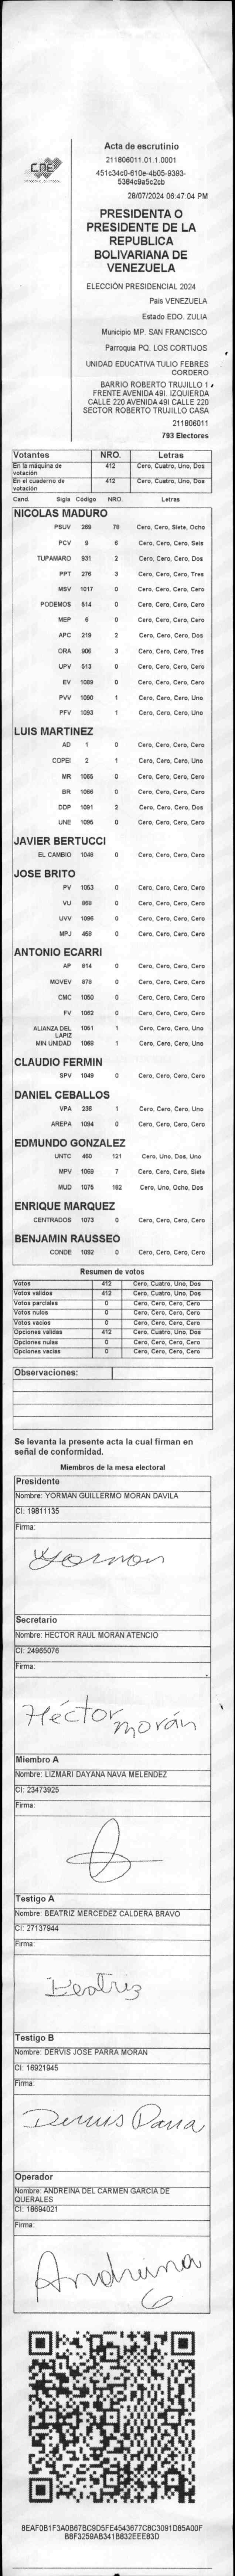 CNE
Acta de escrutinio
211806011.01.1.0001
451c34c0-610e-4b05-9393-
5384c9a5c2cb
28/07/2024 06:47:04 PM
PRESIDENTA O
PRESIDENTE DE LA
REPUBLICA
BOLIVARIANA DE
VENEZUELA
ELECCIÓN PRESIDENCIAL 2024
Pais VENEZUELA
Estado EDO. ZULIA
Municipio MP. SAN FRANCISCO
Parroquia PQ. LOS CORTIJOS
UNIDAD EDUCATIVA TULIO FEBRES
CORDERO
BARRIO ROBERTO TRUJILLO 1
FRENTE AVENIDA 49I. IZQUIERDA
CALLE 220 AVENIDA 49I CALLE 220
SECTOR ROBERTO TRUJILLO CASA
211806011
793 Electores
Votantes NRO. Letras
En la máquina de votación 412 Cero, Cuatro, Uno, Dos
En el cuaderno de votación 412 Cero, Cuatro, Uno, Dos
Cand. Sigla Código NRO. Letras
NICOLAS MADURO
PSUV 269 78 Cero, Cero, Siete, Ocho
PCV 9 6 Cero, Cero, Cero, Seis
TUPAMARO 931 2 Cero, Cero, Cero, Dos
PPT 276 3 Cero, Cero, Cero, Tres
MSV 1017 0 Cero, Cero, Cero, Cero
PODEMOS 514 0 Cero, Cero, Cero, Cero
MEP 6 0 Cero, Cero, Cero, Cero
APC 219 2 Cero, Cero, Cero, Dos
ORA 906 3 Cero, Cero, Cero, Tres
UPV 513 0 Cero, Cero, Cero, Cero
EV 1089 0 Cero, Cero, Cero, Cero
PVV 1090 1 Cero, Cero, Cero, Uno
PFV 1093 1 Cero, Cero, Cero, Uno
LUIS MARTINEZ
AD 1 0 Cero, Cero, Cero, Cero
COPEI 2 1 Cero, Cero, Cero, Uno
MR 1065 0 Cero, Cero, Cero, Cero
BR 1066 0 Cero, Cero, Cero, Cero
DDP 1091 2 Cero, Cero, Cero, Dos
UNE 1095 0 Cero, Cero, Cero, Cero
JAVIER BERTUCCI
EL CAMBIO 1048 0 Cero, Cero, Cero, Cero
JOSE BRITO
PV 1053 0 Cero, Cero, Cero, Cero
VU 868 0 Cero, Cero, Cero, Cero
UVV 1096 0 Cero, Cero, Cero, Cero
MPJ 458 0 Cero, Cero, Cero, Cero
ANTONIO ECARRI
AP 814 0 Cero, Cero, Cero, Cero
MOVEV 979 0 Cero, Cero, Cero, Cero
CMC 1050 0 Cero, Cero, Cero, Cero
FV 1062 0 Cero, Cero, Cero, Cero
ALIANZA DEL LAPIZ 1051 1 Cero, Cero, Cero, Uno
MIN UNIDAD 1069 1 Cero, Cero, Cero, Uno
CLAUDIO FERMIN
SPV 1049 0 Cero, Cero, Cero, Cero
DANIEL CEBALLOS
VPA 236 1 Cero, Cero, Cero, Uno
AREPA 1094 0 Cero, Cero, Cero, Cero
EDMUNDO GONZALEZ
UNTC 460 121 Cero, Uno, Dos, Uno
MPV 1069 7 Cero, Cero, Cero, Siete
MUD 1075 182 Cero, Uno, Ocho, Dos
ENRIQUE MARQUEZ
CENTRADOS 1073 0 Cero, Cero, Cero, Cero
BENJAMIN RAUSSEO
CONDE 1092 0 Cero, Cero, Cero, Cero
Resumen de votos
Votos 412 Cero, Cuatro, Uno, Dos
Votos validos 412 Cero, Cuatro, Uno, Dos
Votos parciales 0 Cero, Cero, Cero, Cero
Votos nulos 0 Cero, Cero, Cero, Cero
Votos vacios 0 Cero, Cero, Cero, Cero
Opciones validas 412 Cero, Cuatro, Uno, Dos
Opciones nulas 0 Cero, Cero, Cero, Cero
Opciones vacias 0 Cero, Cero, Cero, Cero
Observaciones:
Se levanta la presente acta la cual firman en
señal de conformidad.
Miembros de la mesa electoral
Presidente
Nombre: YORMAN GUILLERMO MORAN DAVILA
CI: 19811135
Firma:
Yorman
Secretario
Nombre: HECTOR RAUL MORAN ATENCIO
CI: 24965076
Firma:
Héctor morán
Miembro A
Nombre: LIZMARI DAYANA NAVA MELENDEZ
CI: 23473925
Firma:
Testigo A
Nombre: BEATRIZ MERCEDEZ CALDERA BRAVO
CI: 27137944
Firma:
Beatriz
Testigo B
Nombre: DERVIS JOSE PARRA MORAN
CI: 16921945
Firma:
Dervis Parra
Operador
Nombre: ANDREINA DEL CARMEN GARCIA DE
QUERALES
CI: 18694021
Firma:
Andreina
G
8EAF0B1F3A0B67BC9D5FE4543677C8C3091D85A00F
B8F3259AB341B832EEE83D